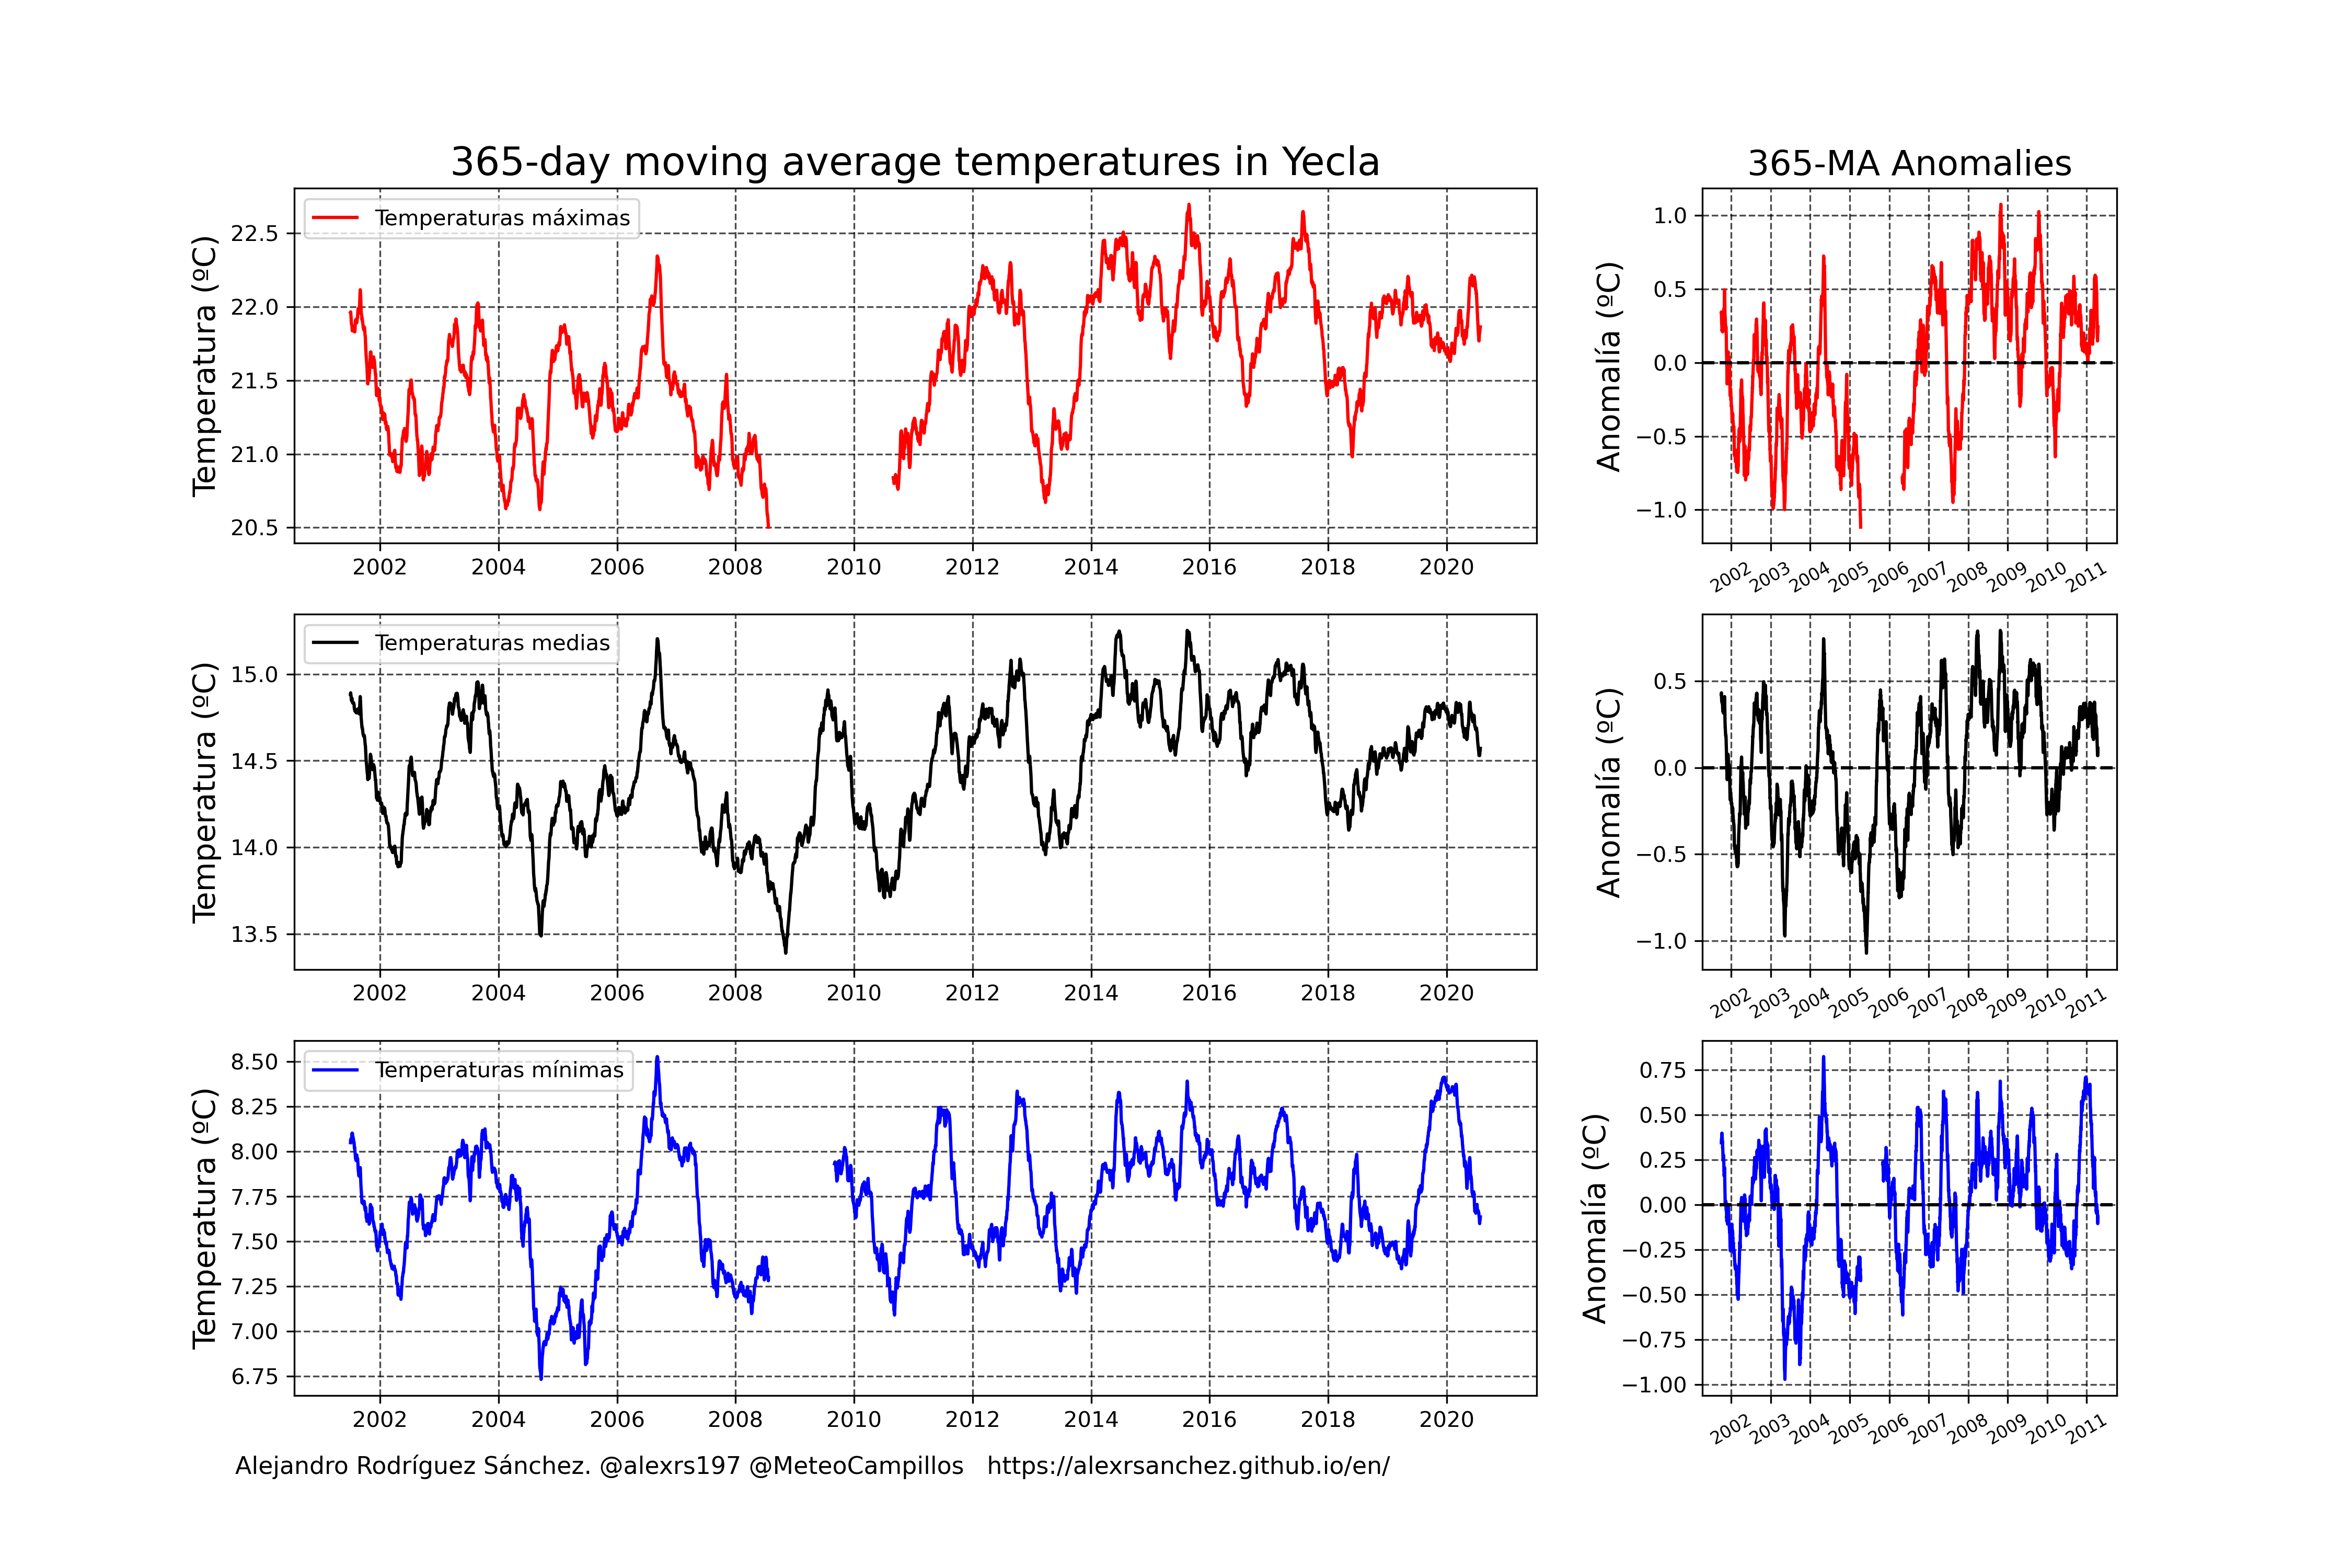 365-day moving average temperatures in Yecla
Temperatura (ºC)
22.5
22.0
21.5
21.0
20.5
Temperaturas máximas
2002 2004 2006 2008 2010 2012 2014 2016 2018 2020
365-MA Anomalies
Anomalía (ºC)
1.0
0.5
0.0
−0.5
−1.0
2002 2003 2004 2005 2006 2007 2008 2009 2010 2011
Temperatura (ºC)
15.0
14.5
14.0
13.5
Temperaturas medias
2002 2004 2006 2008 2010 2012 2014 2016 2018 2020
Anomalía (ºC)
0.5
0.0
−0.5
−1.0
2002 2003 2004 2005 2006 2007 2008 2009 2010 2011
Temperatura (ºC)
8.50
8.25
8.00
7.75
7.50
7.25
7.00
6.75
Temperaturas mínimas
2002 2004 2006 2008 2010 2012 2014 2016 2018 2020
Anomalía (ºC)
0.75
0.50
0.25
0.00
−0.25
−0.50
−0.75
−1.00
2002 2003 2004 2005 2006 2007 2008 2009 2010 2011
Alejandro Rodríguez Sánchez. @alexrs197 @MeteoCampillos https://alexrsanchez.github.io/en/